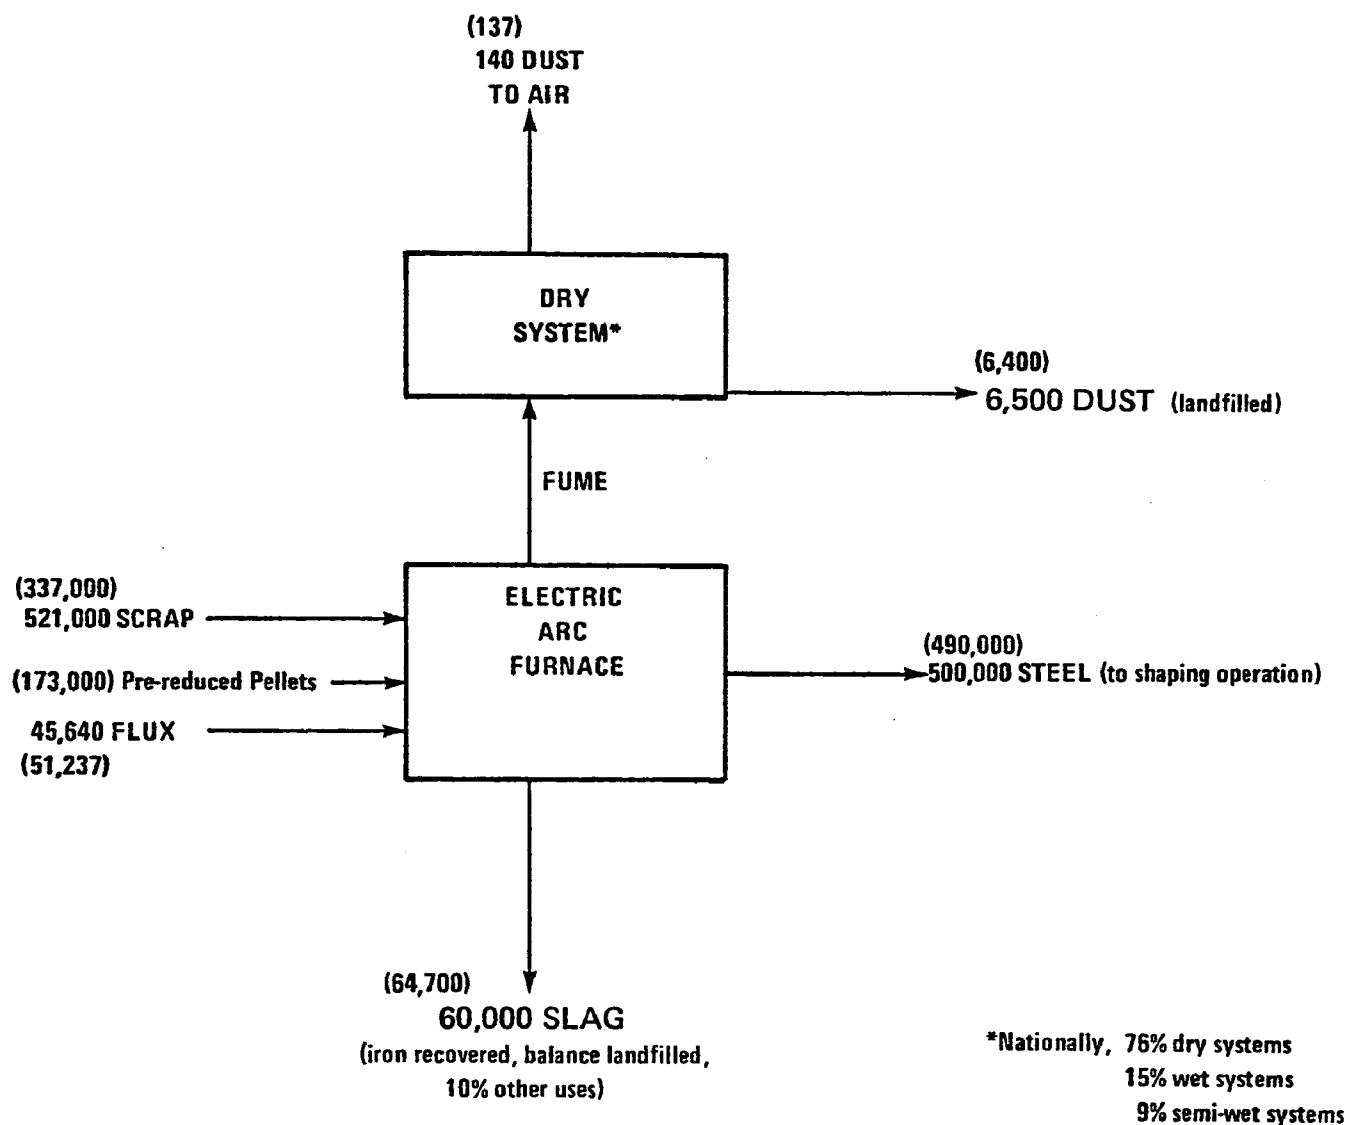 (137)
140 DUST
TO AIR
DRY
SYSTEM*
(6,400)
6,500 DUST (landfilled)
FUME
(337,000)
521,000 SCRAP
(173,000) Pre-reduced Pellets
45,640 FLUX
(51,237)
ELECTRIC
ARC
FURNACE
(490,000)
500,000 STEEL (to shaping operation)
(64,700)
60,000 SLAG
(iron recovered, balance landfilled,
10% other uses)
*Nationally, 76% dry systems
15% wet systems
9% semi-wet systems